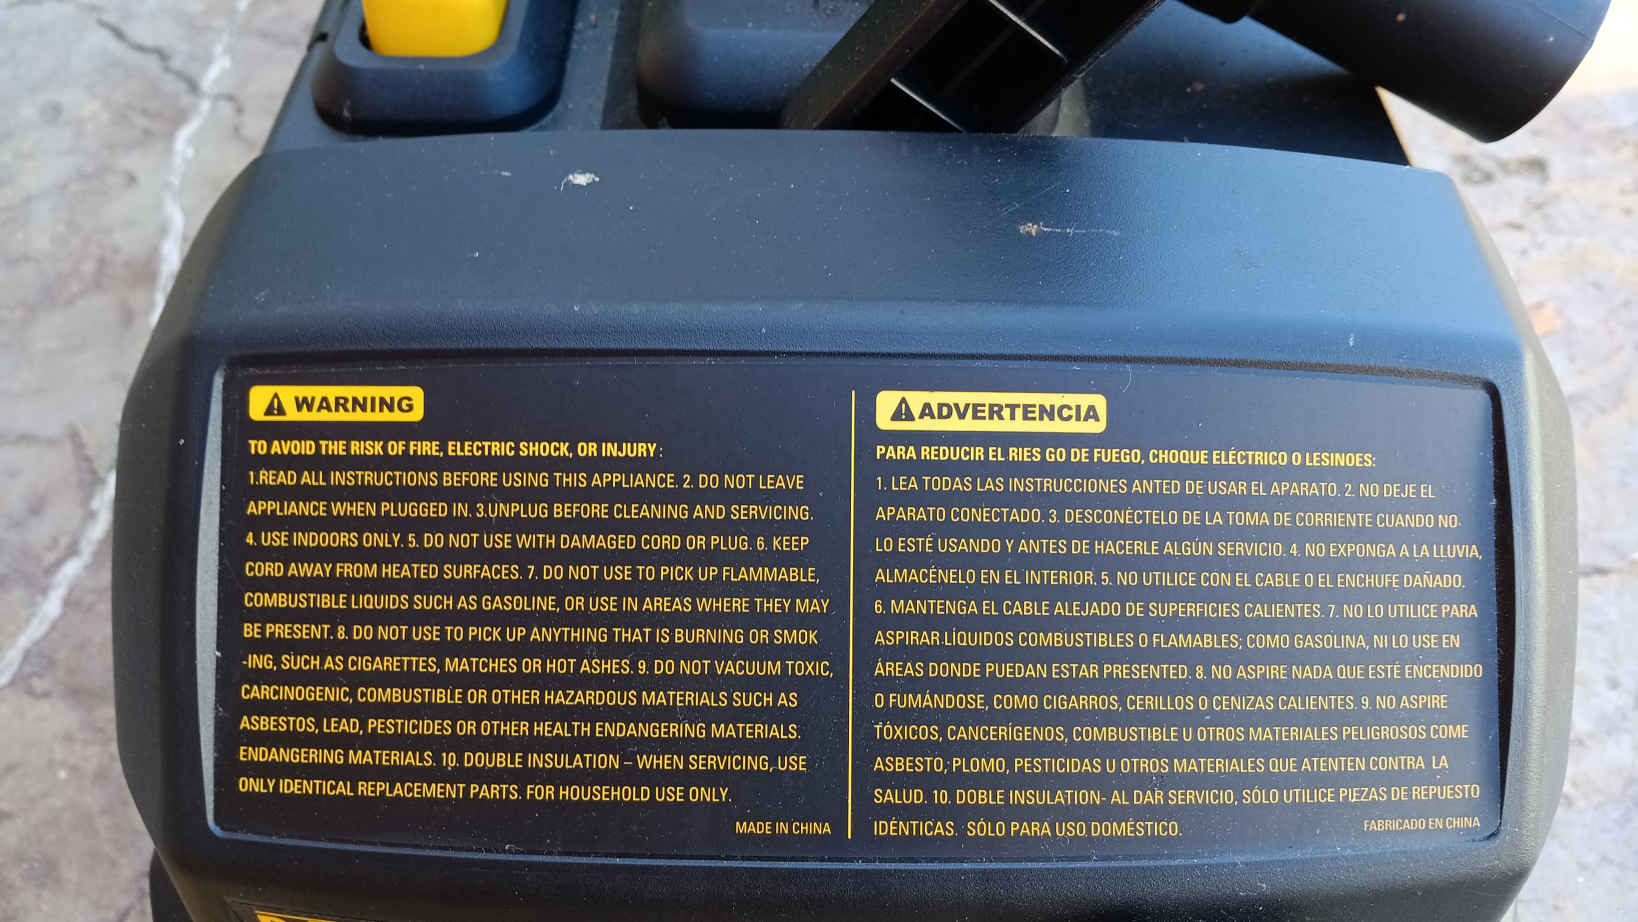 WARNING
TO AVOID THE RISK OF FIRE, ELECTRIC SHOCK, OR INJURY :
1.READ ALL INSTRUCTIONS BEFORE USING THIS APPLIANCE. 2. DO NOT LEAVE
APPLIANCE WHEN PLUGGED IN. 3.UNPLUG BEFORE CLEANING AND SERVICING.
4. USE INDOORS ONLY. 5. DO NOT USE WITH DAMAGED CORD OR PLUG. 6. KEEP
CORD AWAY FROM HEATED SURFACES. 7. DO NOT USE TO PICK UP FLAMMABLE,
COMBUSTIBLE LIQUIDS SUCH AS GASOLINE, OR USE IN AREAS WHERE THEY MAY
BE PRESENT. 8. DO NOT USE TO PICK UP ANYTHING THAT IS BURNING OR SMOK
-ING, SUCH AS CIGARETTES, MATCHES OR HOT ASHES. 9. DO NOT VACUUM TOXIC,
CARCINOGENIC, COMBUSTIBLE OR OTHER HAZARDOUS MATERIALS SUCH AS
ASBESTOS, LEAD, PESTICIDES OR OTHER HEALTH ENDANGERING MATERIALS.
ENDANGERING MATERIALS. 10. DOUBLE INSULATION – WHEN SERVICING, USE
ONLY IDENTICAL REPLACEMENT PARTS. FOR HOUSEHOLD USE ONLY.
MADE IN CHINA
ADVERTENCIA
PARA REDUCIR EL RIES GO DE FUEGO, CHOQUE ELÉCTRICO O LESINOES:
1. LEA TODAS LAS INSTRUCCIONES ANTED DE USAR EL APARATO. 2. NO DEJE EL
APARATO CONECTADO. 3. DESCONÉCTELO DE LA TOMA DE CORRIENTE CUANDO NO
LO ESTÉ USANDO Y ANTES DE HACERLE ALGÚN SERVICIO. 4. NO EXPONGA A LA LLUVIA,
ALMACÉNELO EN EL INTERIOR. 5. NO UTILICE CON EL CABLE O EL ENCHUFE DAÑADO.
6. MANTENGA EL CABLE ALEJADO DE SUPERFICIES CALIENTES. 7. NO LO UTILICE PARA
ASPIRAR LÍQUIDOS COMBUSTIBLES O FLAMABLES; COMO GASOLINA, NI LO USE EN
ÁREAS DONDE PUEDAN ESTAR PRESENTED. 8. NO ASPIRE NADA QUE ESTÉ ENCENDIDO
O FUMÁNDOSE, COMO CIGARROS, CERILLOS O CENIZAS CALIENTES. 9. NO ASPIRE
TÓXICOS, CANCERÍGENOS, COMBUSTIBLE U OTROS MATERIALES PELIGROSOS COME
ASBESTO, PLOMO, PESTICIDAS U OTROS MATERIALES QUE ATENTEN CONTRA LA
SALUD. 10. DOBLE INSULATION- AL DAR SERVICIO, SÓLO UTILICE PIEZAS DE REPUESTO
IDÉNTICAS. SÓLO PARA USO DOMÉSTICO.
FABRICADO EN CHINA